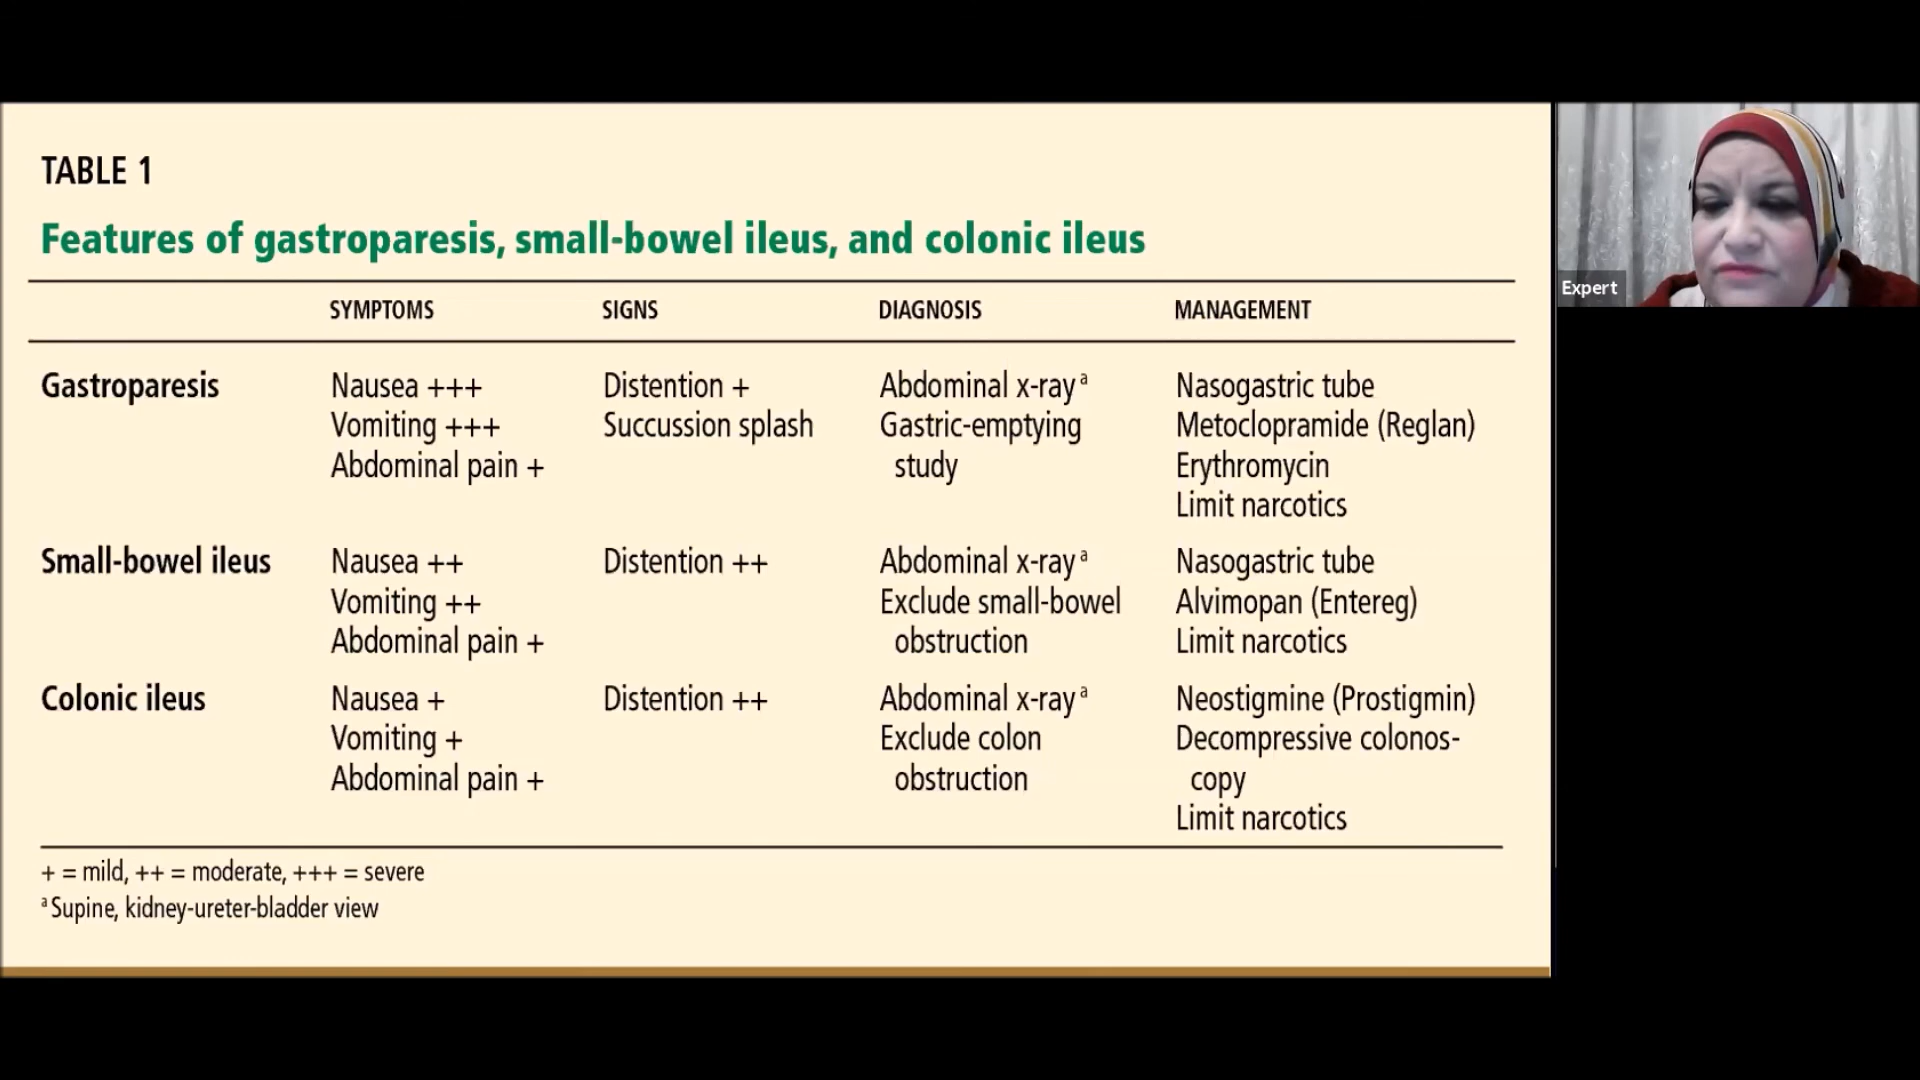 TABLE 1
Features of gastroparesis, small-bowel ileus, and colonic ileus
SYMPTOMS SIGNS DIAGNOSIS MANAGEMENT
Gastroparesis Nausea +++ Distention + Abdominal x-ray a Nasogastric tube
Vomiting +++ Succussion splash Gastric-emptying Metoclopramide (Reglan)
Abdominal pain + study Erythromycin
Limit narcotics
Small-bowel ileus Nausea ++ Distention ++ Abdominal x-ray a Nasogastric tube
Vomiting ++ Exclude small-bowel Alvimopan (Entereg)
Abdominal pain + obstruction Limit narcotics
Colonic ileus Nausea + Distention ++ Abdominal x-ray a Neostigmine (Prostigmin)
Vomiting + Exclude colon Decompressive colonos-
Abdominal pain + obstruction copy
Limit narcotics
+ = mild, ++ = moderate, +++ = severe
a Supine, kidney-ureter-bladder view
Expert